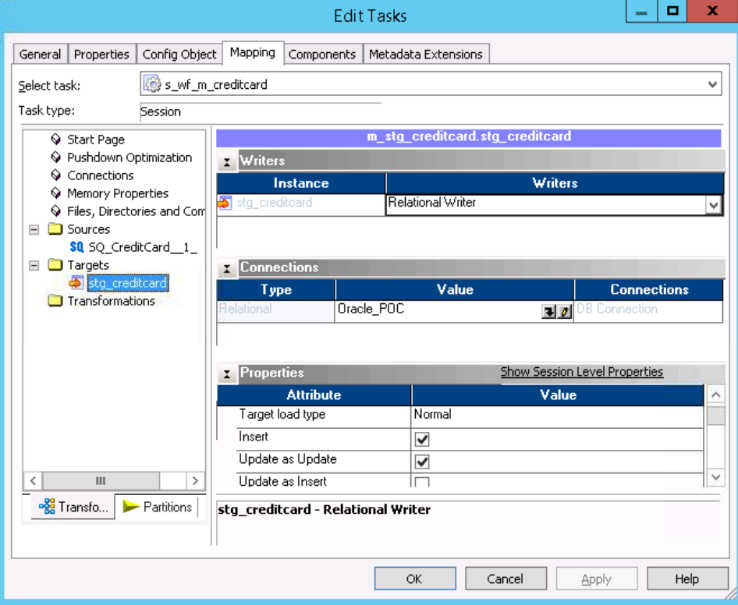 Edit Tasks
General Properties Config Object Mapping Components Metadata Extensions
Select task: s_wf_m_creditcard
Task type: Session
Start Page
Pushdown Optimization
Connections
Memory Properties
Files, Directories and Com
Sources
SQ SQ_CreditCard__1_
Targets
stg_creditcard
Transformations
Transfo... Partitions
m_stg_creditcard.stg_creditcard
Writers
Instance Writers
stg_creditcard Relational Writer
Connections
Type Value Connections
Relational Oracle_POC DB Connection
Properties Show Session Level Properties
Attribute Value
Target load type Normal
Insert
Update as Update
Update as Insert
stg_creditcard - Relational Writer
OK Cancel Apply Help